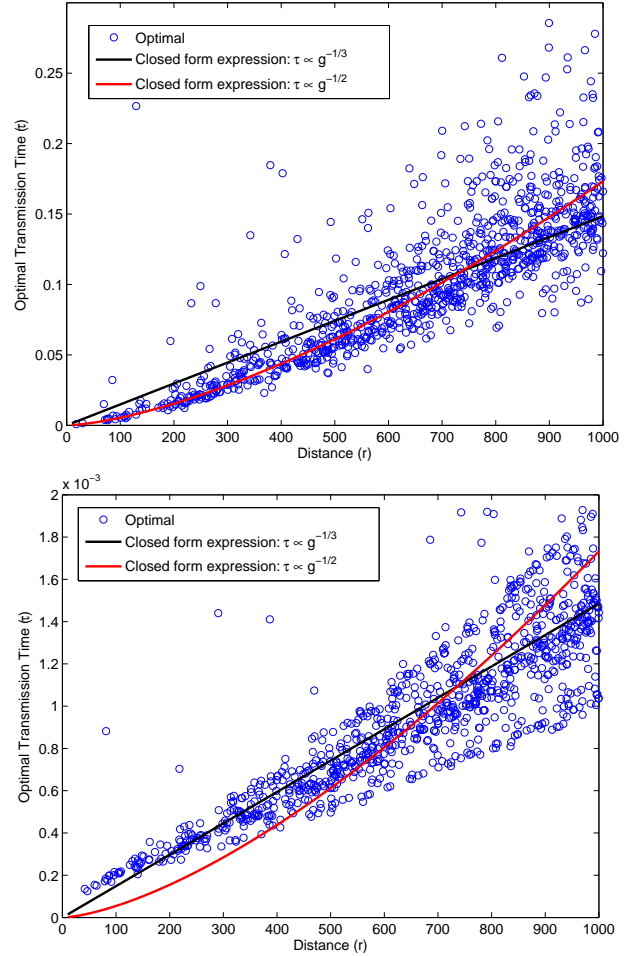 Optimal
Closed form expression: τ ∝ g^{-1/3}
Closed form expression: τ ∝ g^{-1/2}
Optimal Transmission Time (τ)
0.25
0.2
0.15
0.1
0.05
0
0 100 200 300 400 500 600 700 800 900 1000
Distance (r)
x 10^{-3}
Optimal
Closed form expression: τ ∝ g^{-1/3}
Closed form expression: τ ∝ g^{-1/2}
Optimal Transmission Time (τ)
2
1.8
1.6
1.4
1.2
1
0.8
0.6
0.4
0.2
0
0 100 200 300 400 500 600 700 800 900 1000
Distance (r)